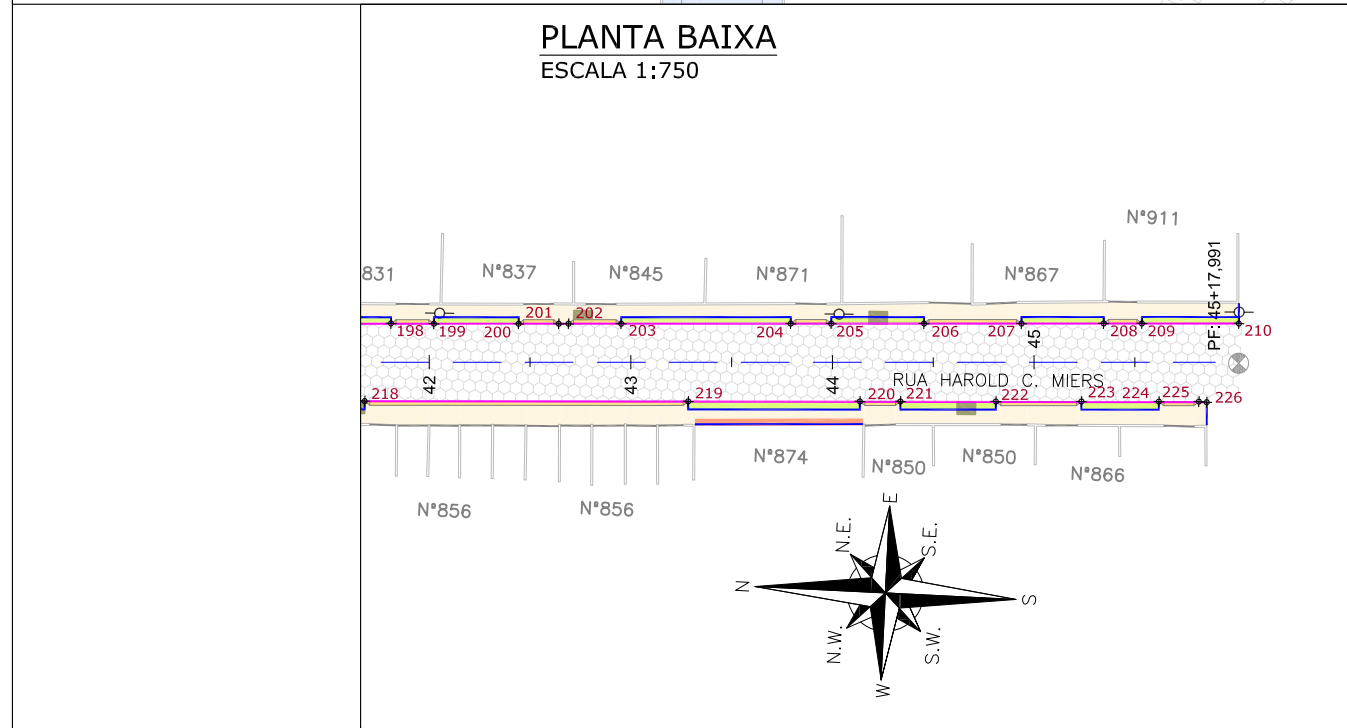 PLANTA BAIXA
ESCALA 1:750
N°911
831
N°837
N°845
N°871
N°867
PF: 45+17,991
201
202
198
199
200
203
204
205
206
207
208
209
210
42
43
44
45
RUA HAROLD C. MIERS
218
219
220
221
222
223
224
225
226
N°874
N°850
N°850
N°866
N°856
N°856
E
N.E.
S.E.
N
S
N.W.
S.W.
W